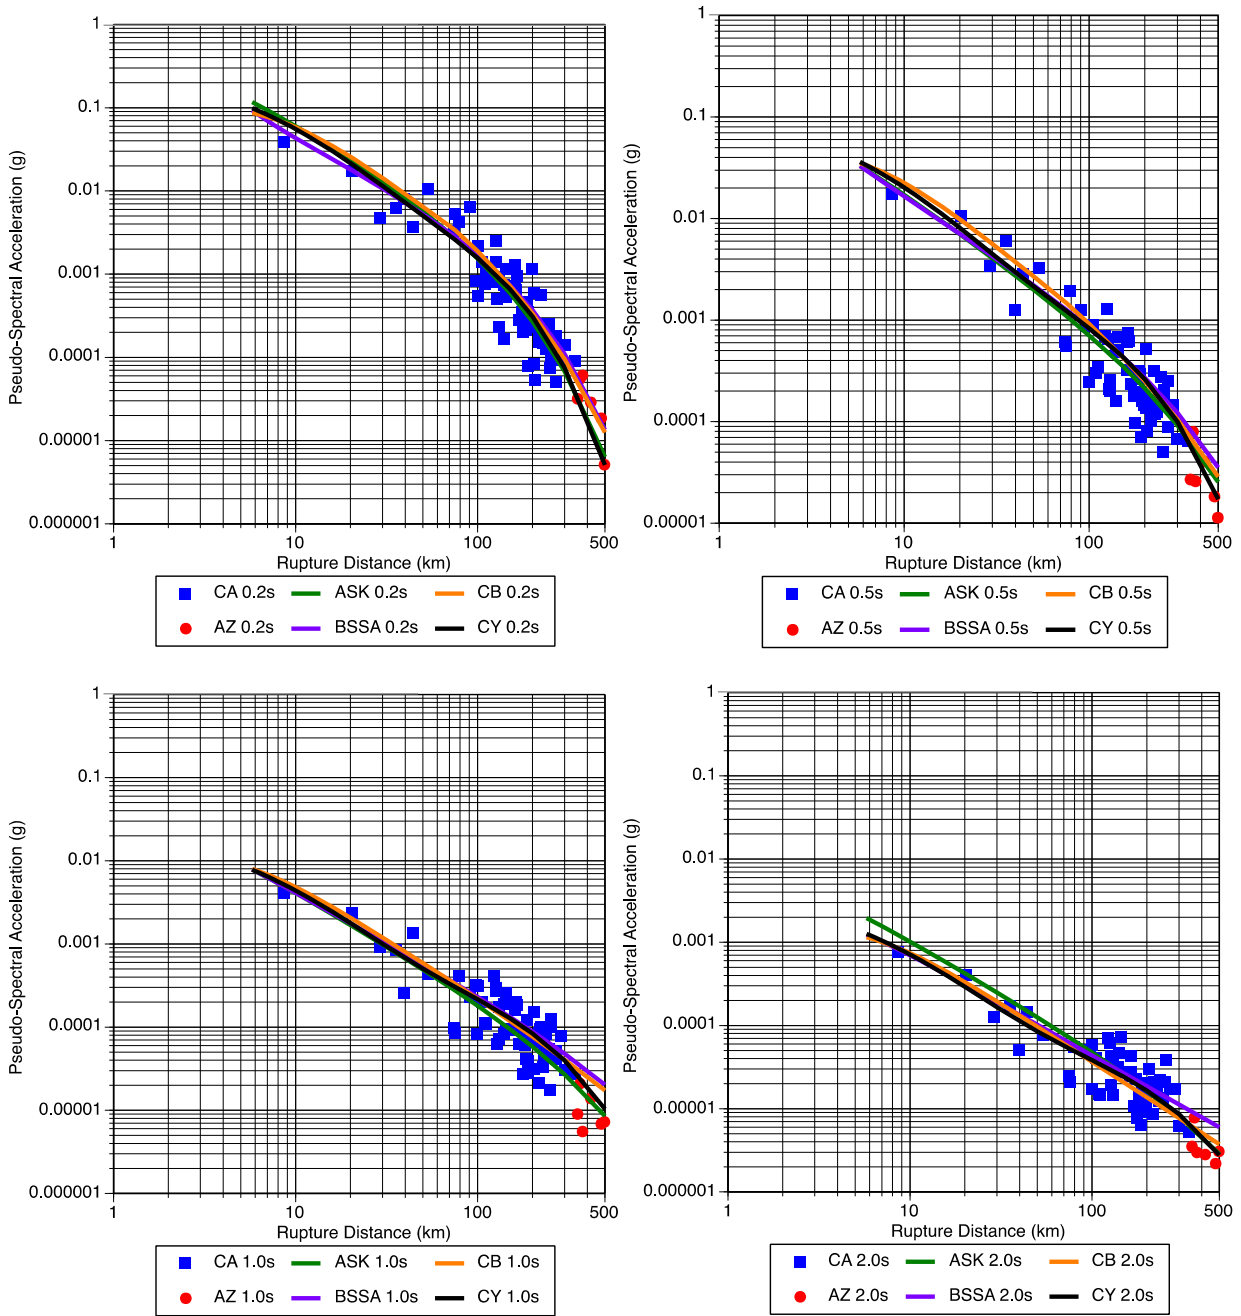 1
0.1
0.01
0.001
0.0001
0.00001
0.000001
Pseudo-Spectral Acceleration (g)
1 10 100 500
Rupture Distance (km)
CA 0.2s ASK 0.2s CB 0.2s
AZ 0.2s BSSA 0.2s CY 0.2s
1
0.1
0.01
0.001
0.0001
0.00001
Pseudo-Spectral Acceleration (g)
1 10 100 500
Rupture Distance (km)
CA 0.5s ASK 0.5s CB 0.5s
AZ 0.5s BSSA 0.5s CY 0.5s
1
0.1
0.01
0.001
0.0001
0.00001
0.000001
Pseudo-Spectral Acceleration (g)
1 10 100 500
Rupture Distance (km)
CA 1.0s ASK 1.0s CB 1.0s
AZ 1.0s BSSA 1.0s CY 1.0s
1
0.1
0.01
0.001
0.0001
0.00001
0.000001
Pseudo-Spectral Acceleration (g)
1 10 100 500
Rupture Distance (km)
CA 2.0s ASK 2.0s CB 2.0s
AZ 2.0s BSSA 2.0s CY 2.0s